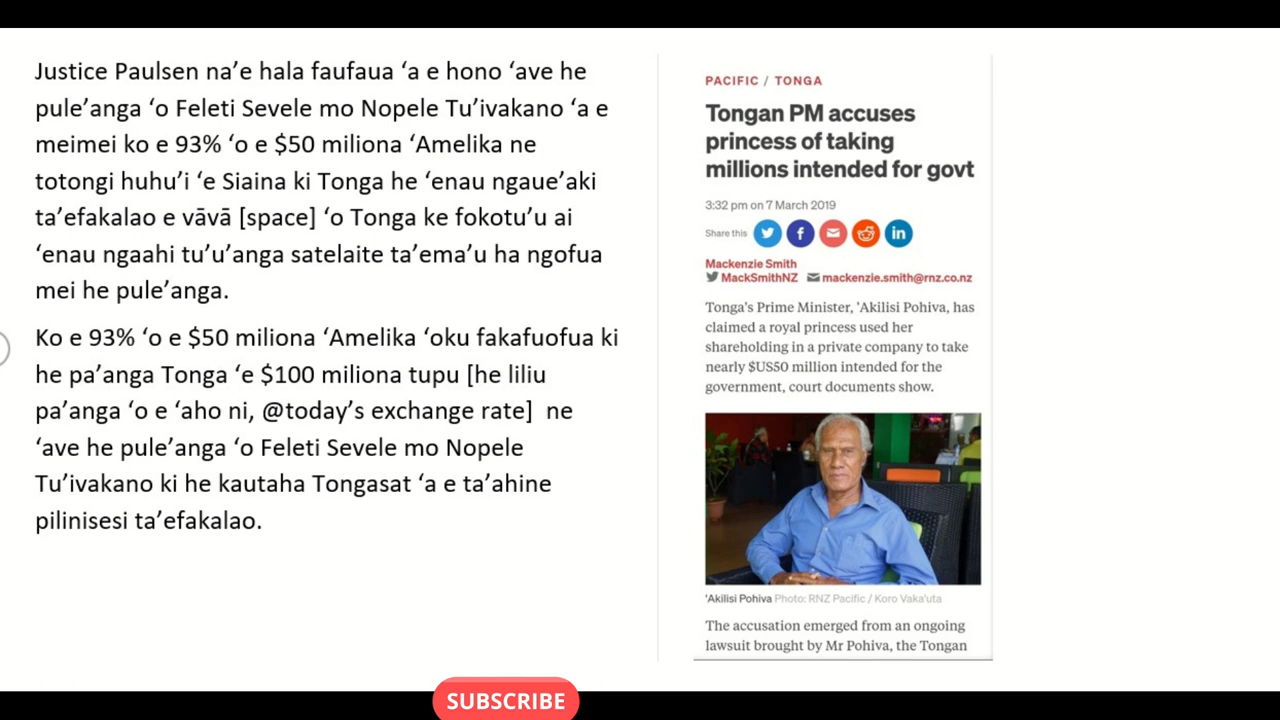 Justice Paulsen na’e hala faufaua ‘a e hono ‘ave he
pule’anga ‘o Feleti Sevele mo Nopele Tu’ivakano ‘a e
meimei ko e 93% ‘o e $50 miliona ‘Amelika ne
totongi huhu’i ‘e Siaina ki Tonga he ‘enau ngaue’aki
ta’efakalao e vāvā [space] ‘o Tonga ke fokotu’u ai
‘enau ngaahi tu’u’anga satelaite ta’ema’u ha ngofua
mei he pule’anga.
Ko e 93% ‘o e $50 miliona ‘Amelika ‘oku fakafuofua ki
he pa’anga Tonga ‘e $100 miliona tupu [he liliu
pa’anga ‘o e ‘aho ni, @today’s exchange rate] ne
‘ave he pule’anga ‘o Feleti Sevele mo Nopele
Tu’ivakano ki he kautaha Tongasat ‘a e ta’ahine
pilinisesi ta’efakalao.
PACIFIC / TONGA
Tongan PM accuses
princess of taking
millions intended for govt
3:32 pm on 7 March 2019
Share this
Mackenzie Smith
MackSmithNZ mackenzie.smith@rnz.co.nz
Tonga's Prime Minister, 'Akilisi Pohiva, has
claimed a royal princess used her
shareholding in a private company to take
nearly $US50 million intended for the
government, court documents show.
'Akilisi Pohiva Photo: RNZ Pacific / Koro Vaka'uta
The accusation emerged from an ongoing
lawsuit brought by Mr Pohiva, the Tongan
SUBSCRIBE